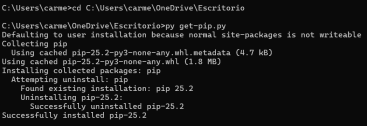 C:\Users\carme>cd C:\Users\carme\OneDrive\Escritorio
C:\Users\carme\OneDrive\Escritorio>py get-pip.py
Defaulting to user installation because normal site-packages is not writeable
Collecting pip
  Using cached pip-25.2-py3-none-any.whl.metadata (4.7 kB)
Using cached pip-25.2-py3-none-any.whl (1.8 MB)
Installing collected packages: pip
  Attempting uninstall: pip
    Found existing installation: pip 25.2
    Uninstalling pip-25.2:
      Successfully uninstalled pip-25.2
Successfully installed pip-25.2